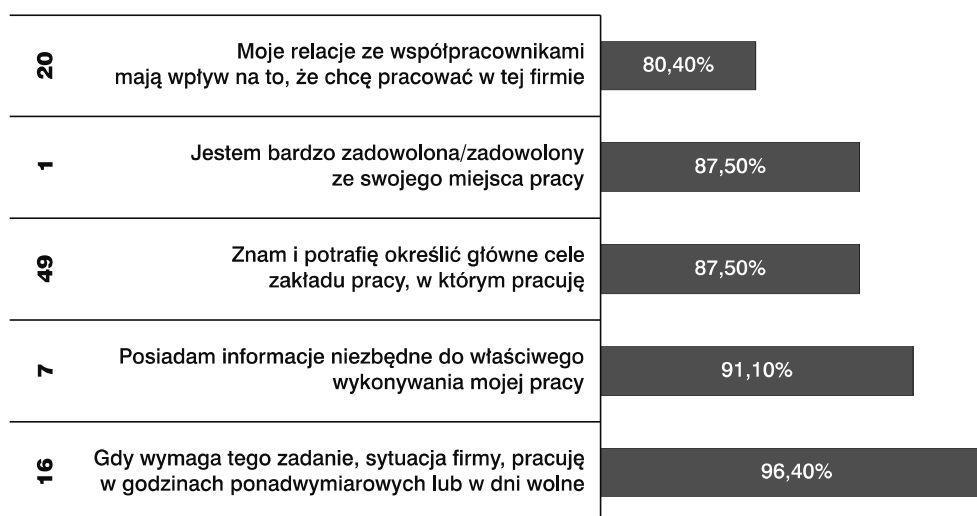 20
Moje relacje ze współpracownikami
mają wpływ na to, że chcę pracować w tej firmie
80,40%
1
Jestem bardzo zadowolona/zadowolony
ze swojego miejsca pracy
87,50%
49
Znam i potrafię określić główne cele
zakładu pracy, w którym pracuję
87,50%
7
Posiadam informacje niezbędne do właściwego
wykonywania mojej pracy
91,10%
16
Gdy wymaga tego zadanie, sytuacja firmy, pracuję
w godzinach ponadwymiarowych lub w dni wolne
96,40%